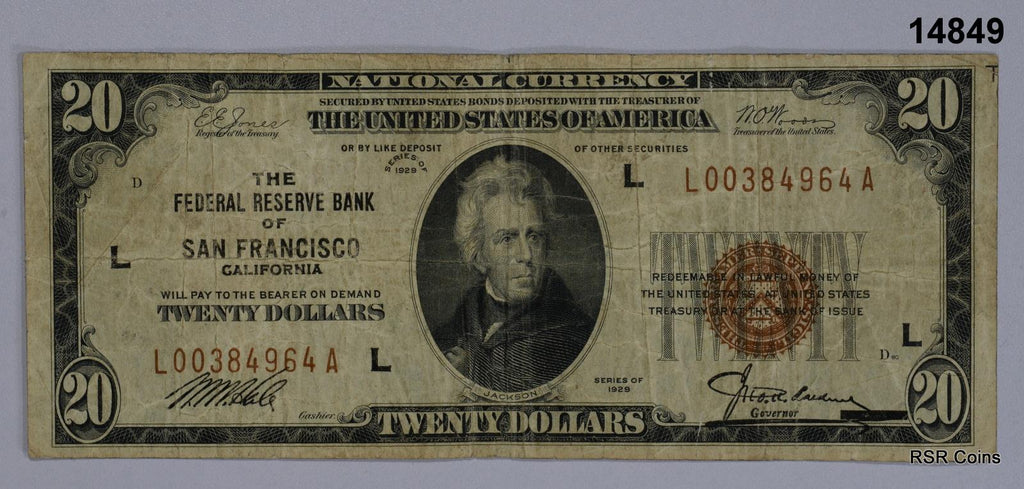 14849
NATIONAL CURRENCY
SECURED BY UNITED STATES BONDS DEPOSITED WITH THE TREASURER OF
THE UNITED STATES OF AMERICA
OR BY LIKE DEPOSIT OF OTHER SECURITIES
20
20
E E Jones
Register of the Treasury.
W O Woods
Treasurer of the United States.
SERIES OF
1929
D
L
L00384964A
THE
FEDERAL RESERVE BANK
OF
SAN FRANCISCO
CALIFORNIA
L
WILL PAY TO THE BEARER ON DEMAND
TWENTY DOLLARS
REDEEMABLE IN LAWFUL MONEY OF
THE UNITED STATES AT UNITED STATES
TREASURY OR AT THE BANK OF ISSUE
TWENTY
L
D
L00384964A
L
JACKSON
SERIES OF
1929
20
Cashier.
Governor
20
TWENTY DOLLARS
RSR Coins